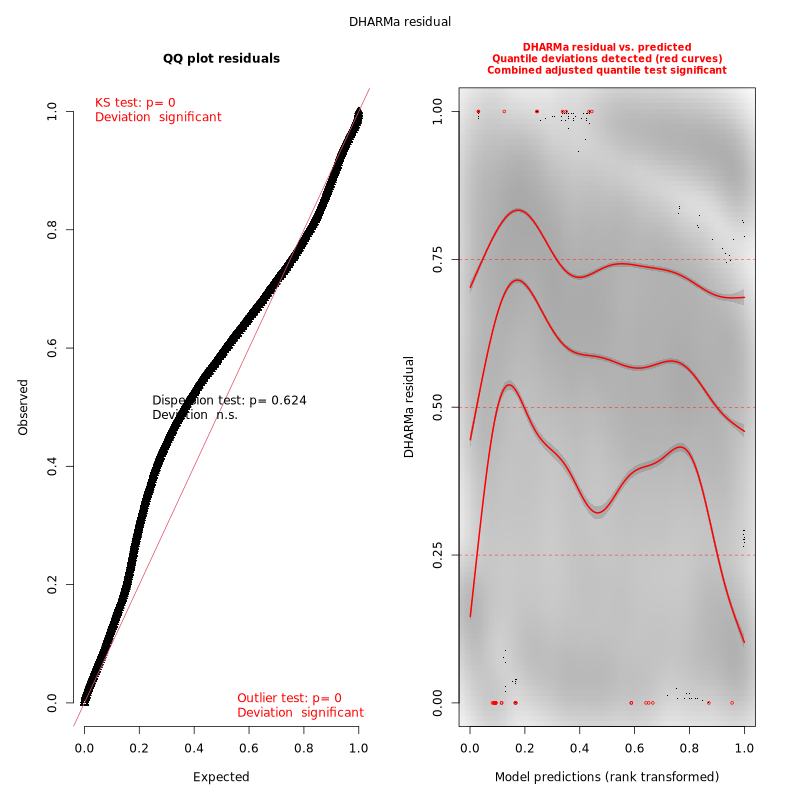 DHARMa residual
QQ plot residuals
KS test: p= 0
Deviation  significant
Dispersion test: p= 0.624
Deviation  n.s.
Outlier test: p= 0
Deviation  significant
Observed
0.0
0.2
0.4
0.6
0.8
1.0
0.0 0.2 0.4 0.6 0.8 1.0
Expected
DHARMa residual vs. predicted
Quantile deviations detected (red curves)
Combined adjusted quantile test significant
DHARMa residual
0.00
0.25
0.50
0.75
1.00
0.0 0.2 0.4 0.6 0.8 1.0
Model predictions (rank transformed)